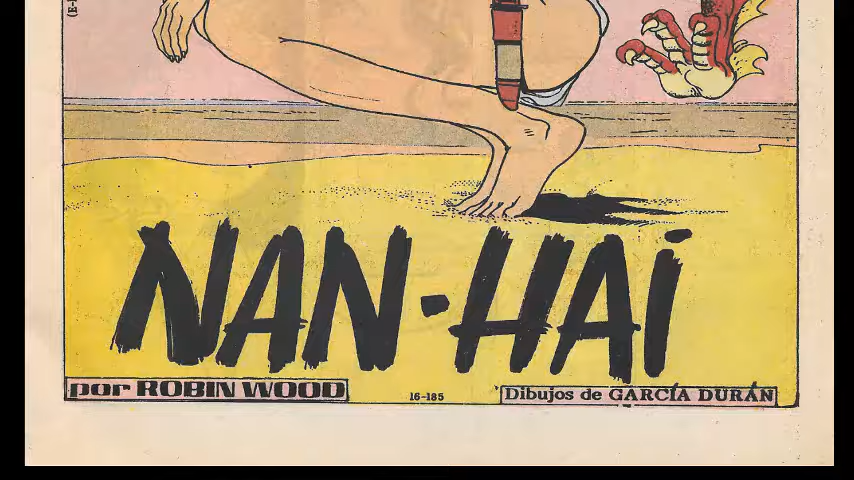 NAN-HAI
por ROBIN WOOD
16-185
Dibujos de GARCÍA DURÁN